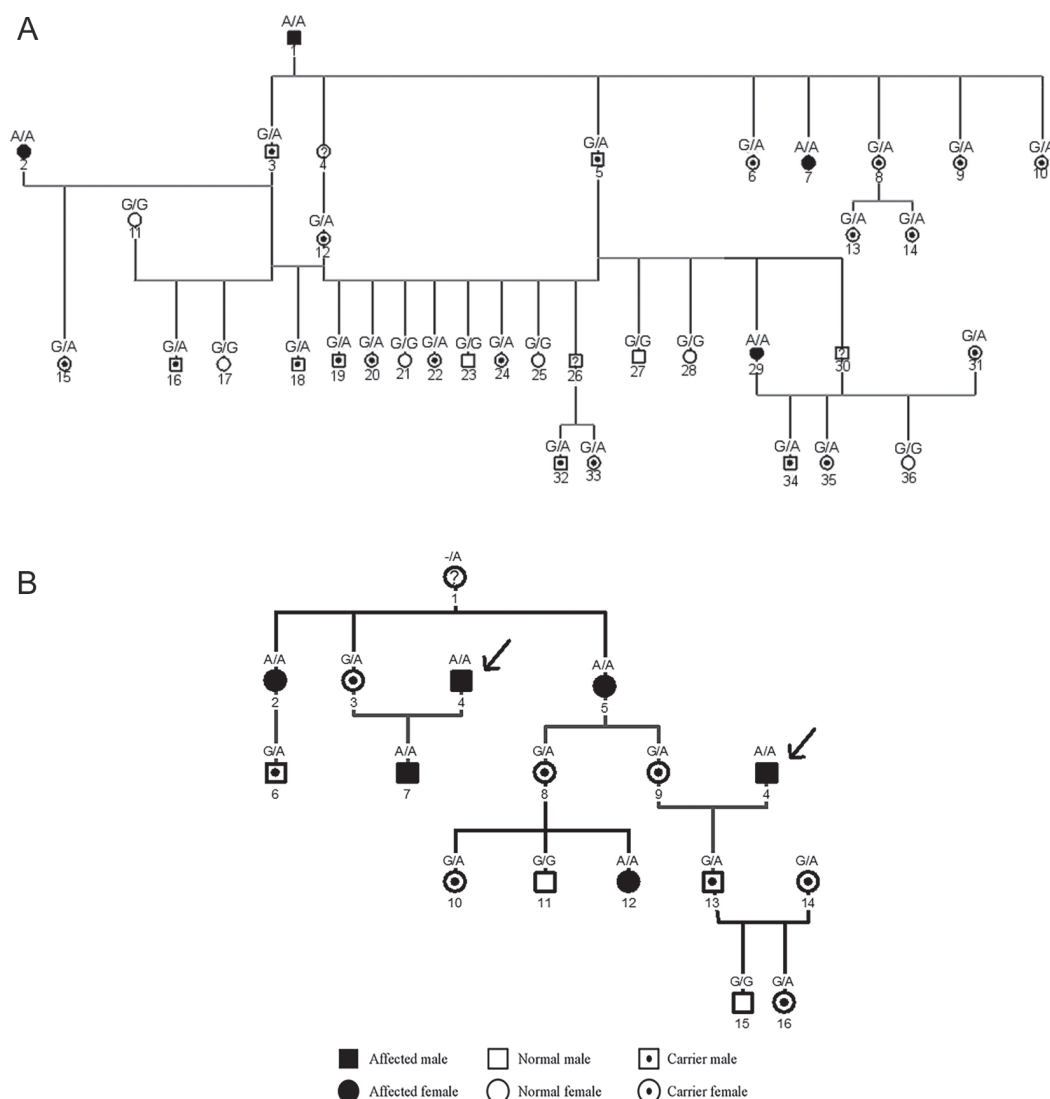 A
A/A
1
A/A
2
G/A
3
?
4
G/A
5
G/A
6
A/A
7
G/A
8
G/A
9
G/A
10
G/G
11
G/A
12
G/A
13
G/A
14
G/A
15
G/A
16
G/G
17
G/A
18
G/A
19
G/A
20
G/G
21
G/A
22
G/G
23
G/A
24
G/G
25
?
26
G/G
27
G/G
28
A/A
29
?
30
G/A
31
G/A
32
G/A
33
G/A
34
G/A
35
G/G
36
B
-/A
?
1
A/A
2
G/A
3
A/A
4
A/A
5
G/A
6
A/A
7
G/A
8
G/A
9
A/A
4
G/A
10
G/G
11
A/A
12
G/A
13
G/A
14
G/G
15
G/A
16
Affected male
Normal male
Carrier male
Affected female
Normal female
Carrier female